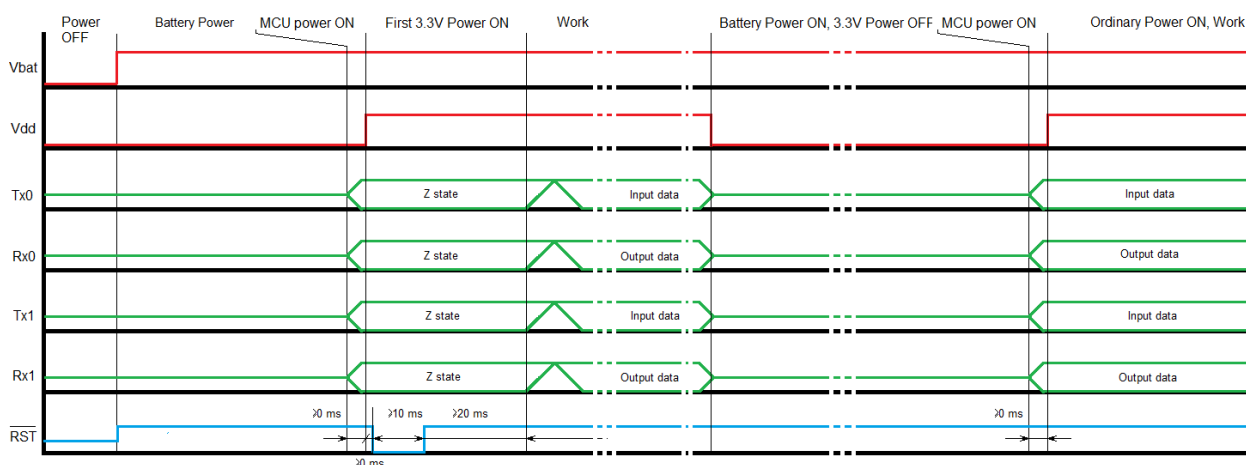 Power OFF
Battery Power
MCU power ON
First 3.3V Power ON
Work
Battery Power ON, 3.3V Power OFF
MCU power ON
Ordinary Power ON, Work
Vbat
Vdd
Tx0
Z state
Input data
Input data
Rx0
Z state
Output data
Output data
Tx1
Z state
Input data
Input data
Rx1
Z state
Output data
Output data
RST
>0 ms
>10 ms
>20 ms
>0 ms
>0 ms